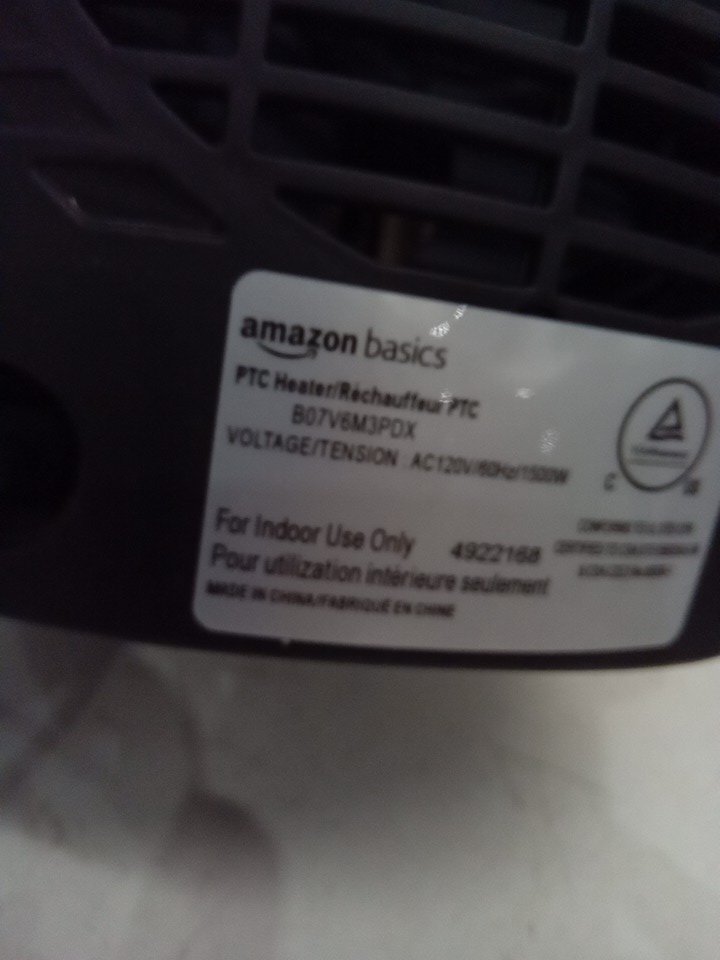 amazon basics
PTC Heater/Réchauffeur PTC
B07V6M3PDX
VOLTAGE/TENSION : AC120V/60Hz/1500W
C US
For Indoor Use Only 4922168
Pour utilization intérieure seulement
MADE IN CHINA/FABRIQUÉ EN CHINE